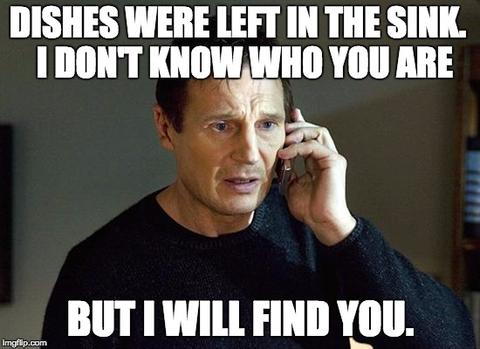 DISHES WERE LEFT IN THE SINK.
I DON'T KNOW WHO YOU ARE
BUT I WILL FIND YOU.
imgflip.com